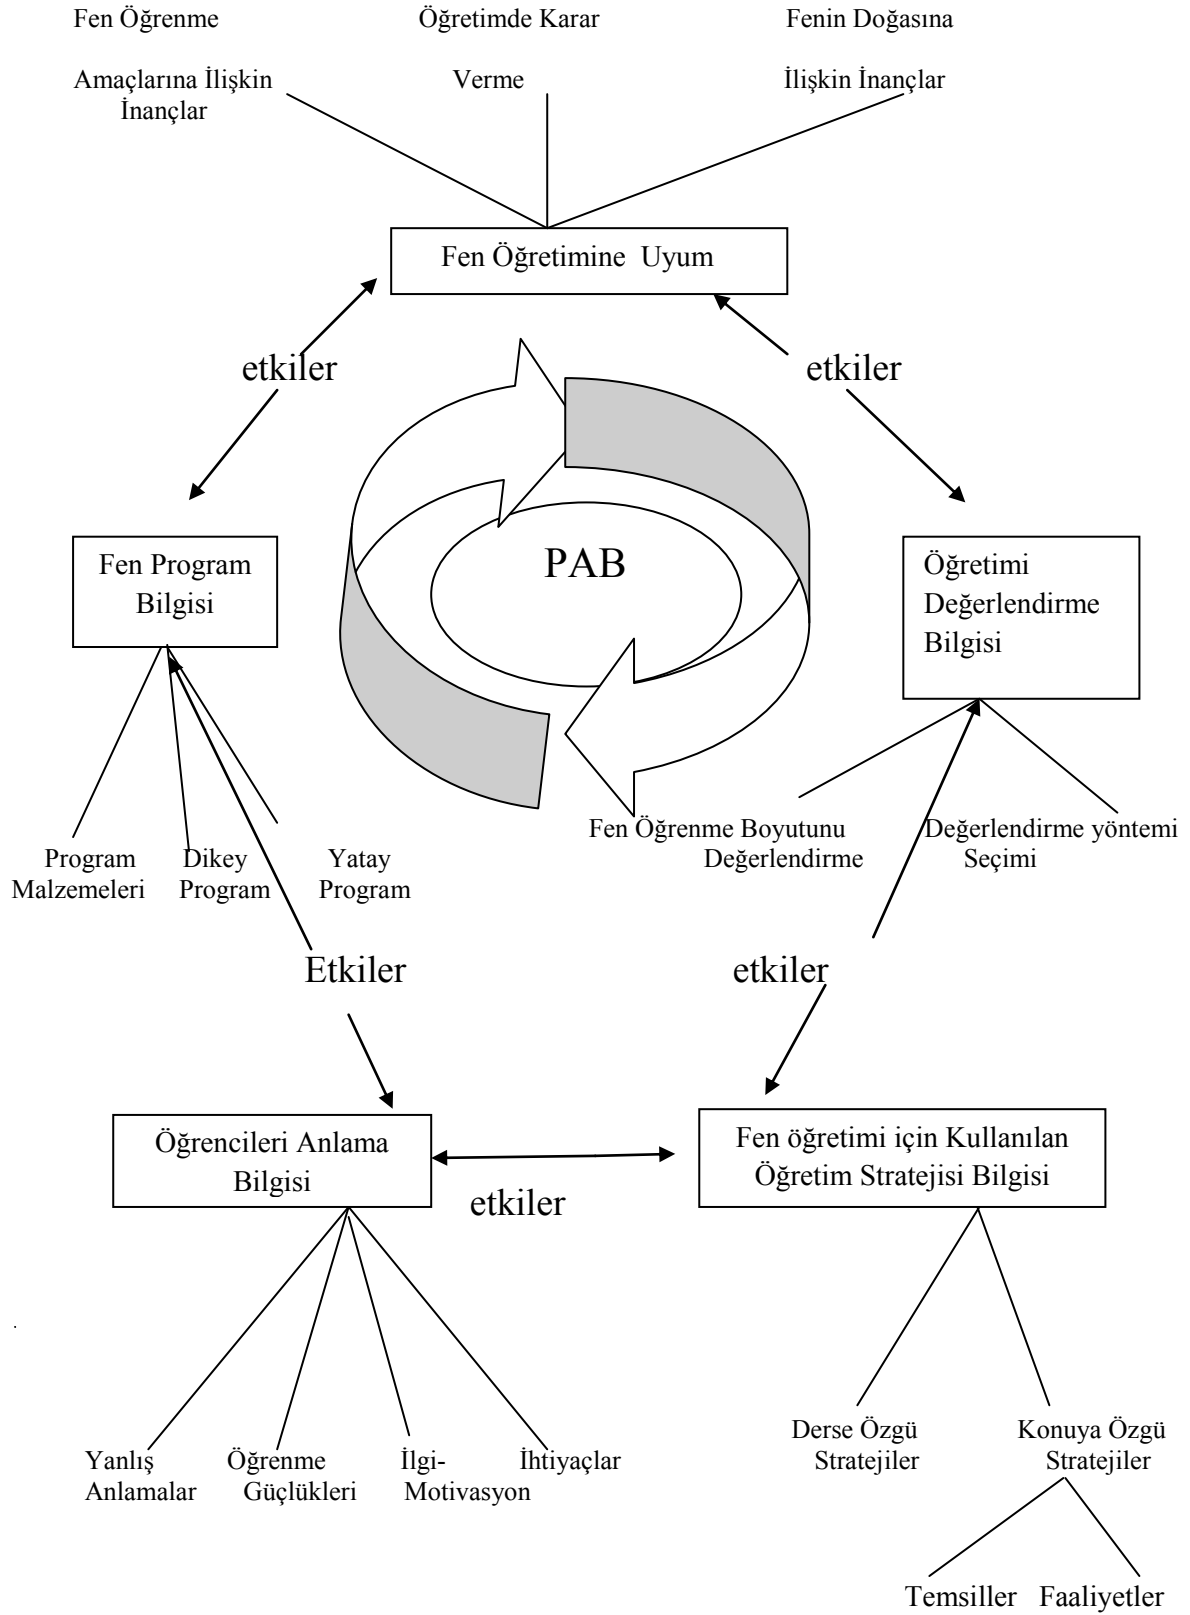 Fen Öğrenme
Amaçlarına İlişkin
İnançlar
Öğretimde Karar
Verme
Fenin Doğasına
İlişkin İnançlar
Fen Öğretimine Uyum
etkiler
etkiler
PAB
Fen Program
Bilgisi
Öğretimi
Değerlendirme
Bilgisi
Program
Malzemeleri
Dikey
Program
Yatay
Program
Fen Öğrenme Boyutunu
Değerlendirme
Değerlendirme yöntemi
Seçimi
Etkiler
etkiler
Öğrencileri Anlama
Bilgisi
etkiler
Fen öğretimi için Kullanılan
Öğretim Stratejisi Bilgisi
Yanlış
Anlamalar
Öğrenme
Güçlükleri
İlgi-
Motivasyon
İhtiyaçlar
Derse Özgü
Stratejiler
Konuya Özgü
Stratejiler
Temsiller
Faaliyetler